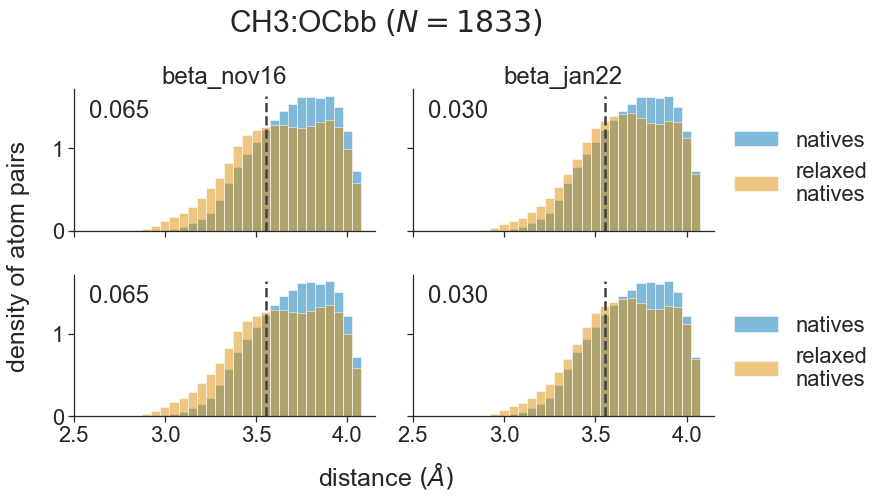 CH3:OCbb (N = 1833)
beta_nov16
beta_jan22
0.065
0.030
1
0
natives
relaxed
natives
density of atom pairs
0.065
0.030
1
0
2.5 3.0 3.5 4.0
2.5 3.0 3.5 4.0
natives
relaxed
natives
distance (Å)